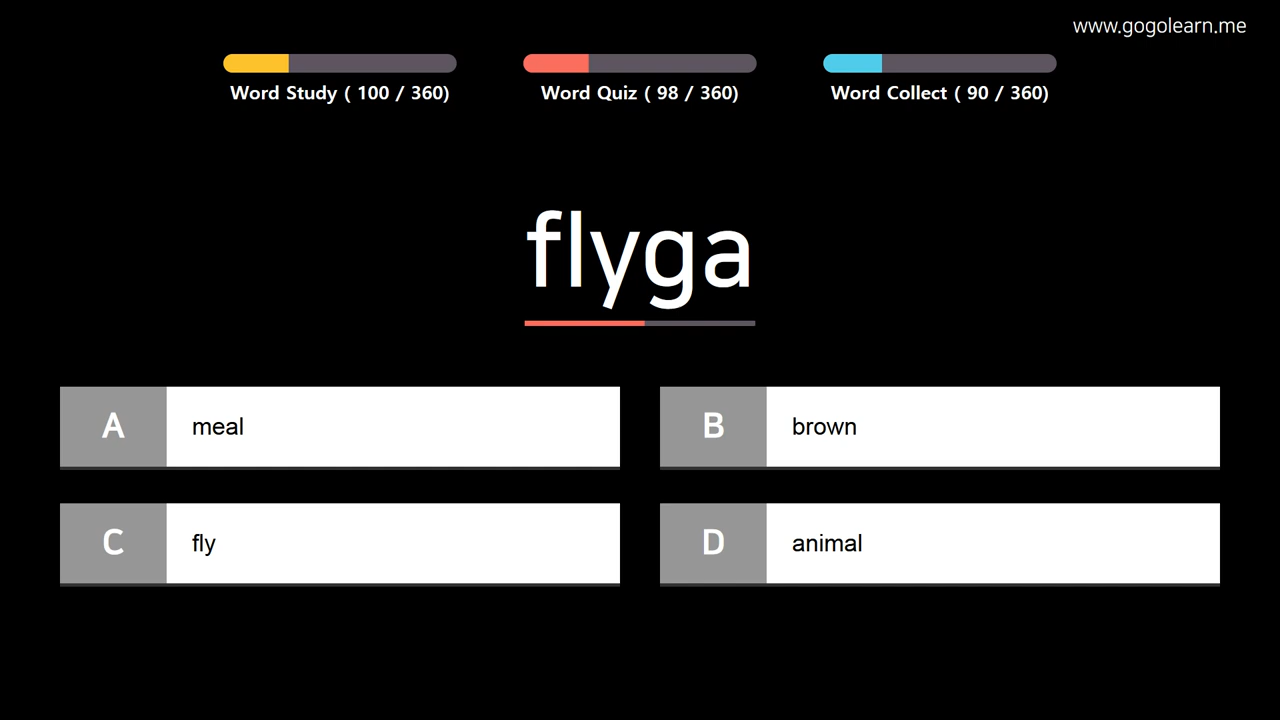 www.gogolearn.me
Word Study ( 100 / 360)
Word Quiz ( 98 / 360)
Word Collect ( 90 / 360)
flyga
A meal
B brown
C fly
D animal